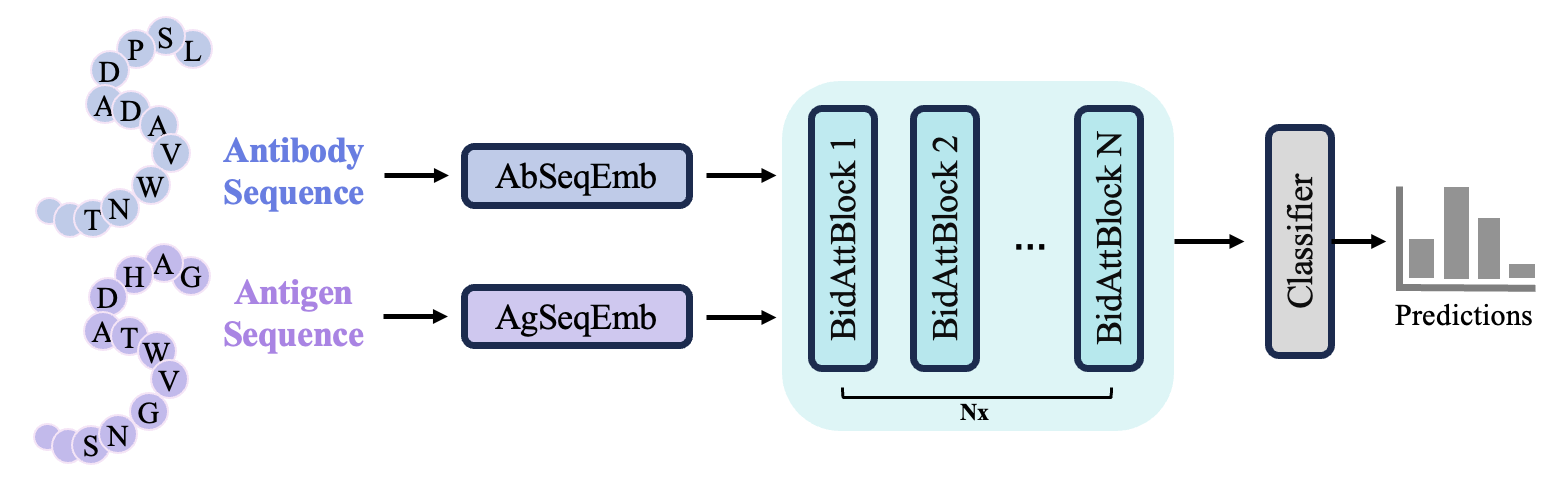 L
S
P
D
A
D
A
V
W
N
T
Antibody
Sequence
AbSeqEmb
G
A
H
D
A
T
W
V
G
N
S
Antigen
Sequence
AgSeqEmb
BidAttBlock 1
BidAttBlock 2
...
BidAttBlock N
Nx
Classifier
Predictions